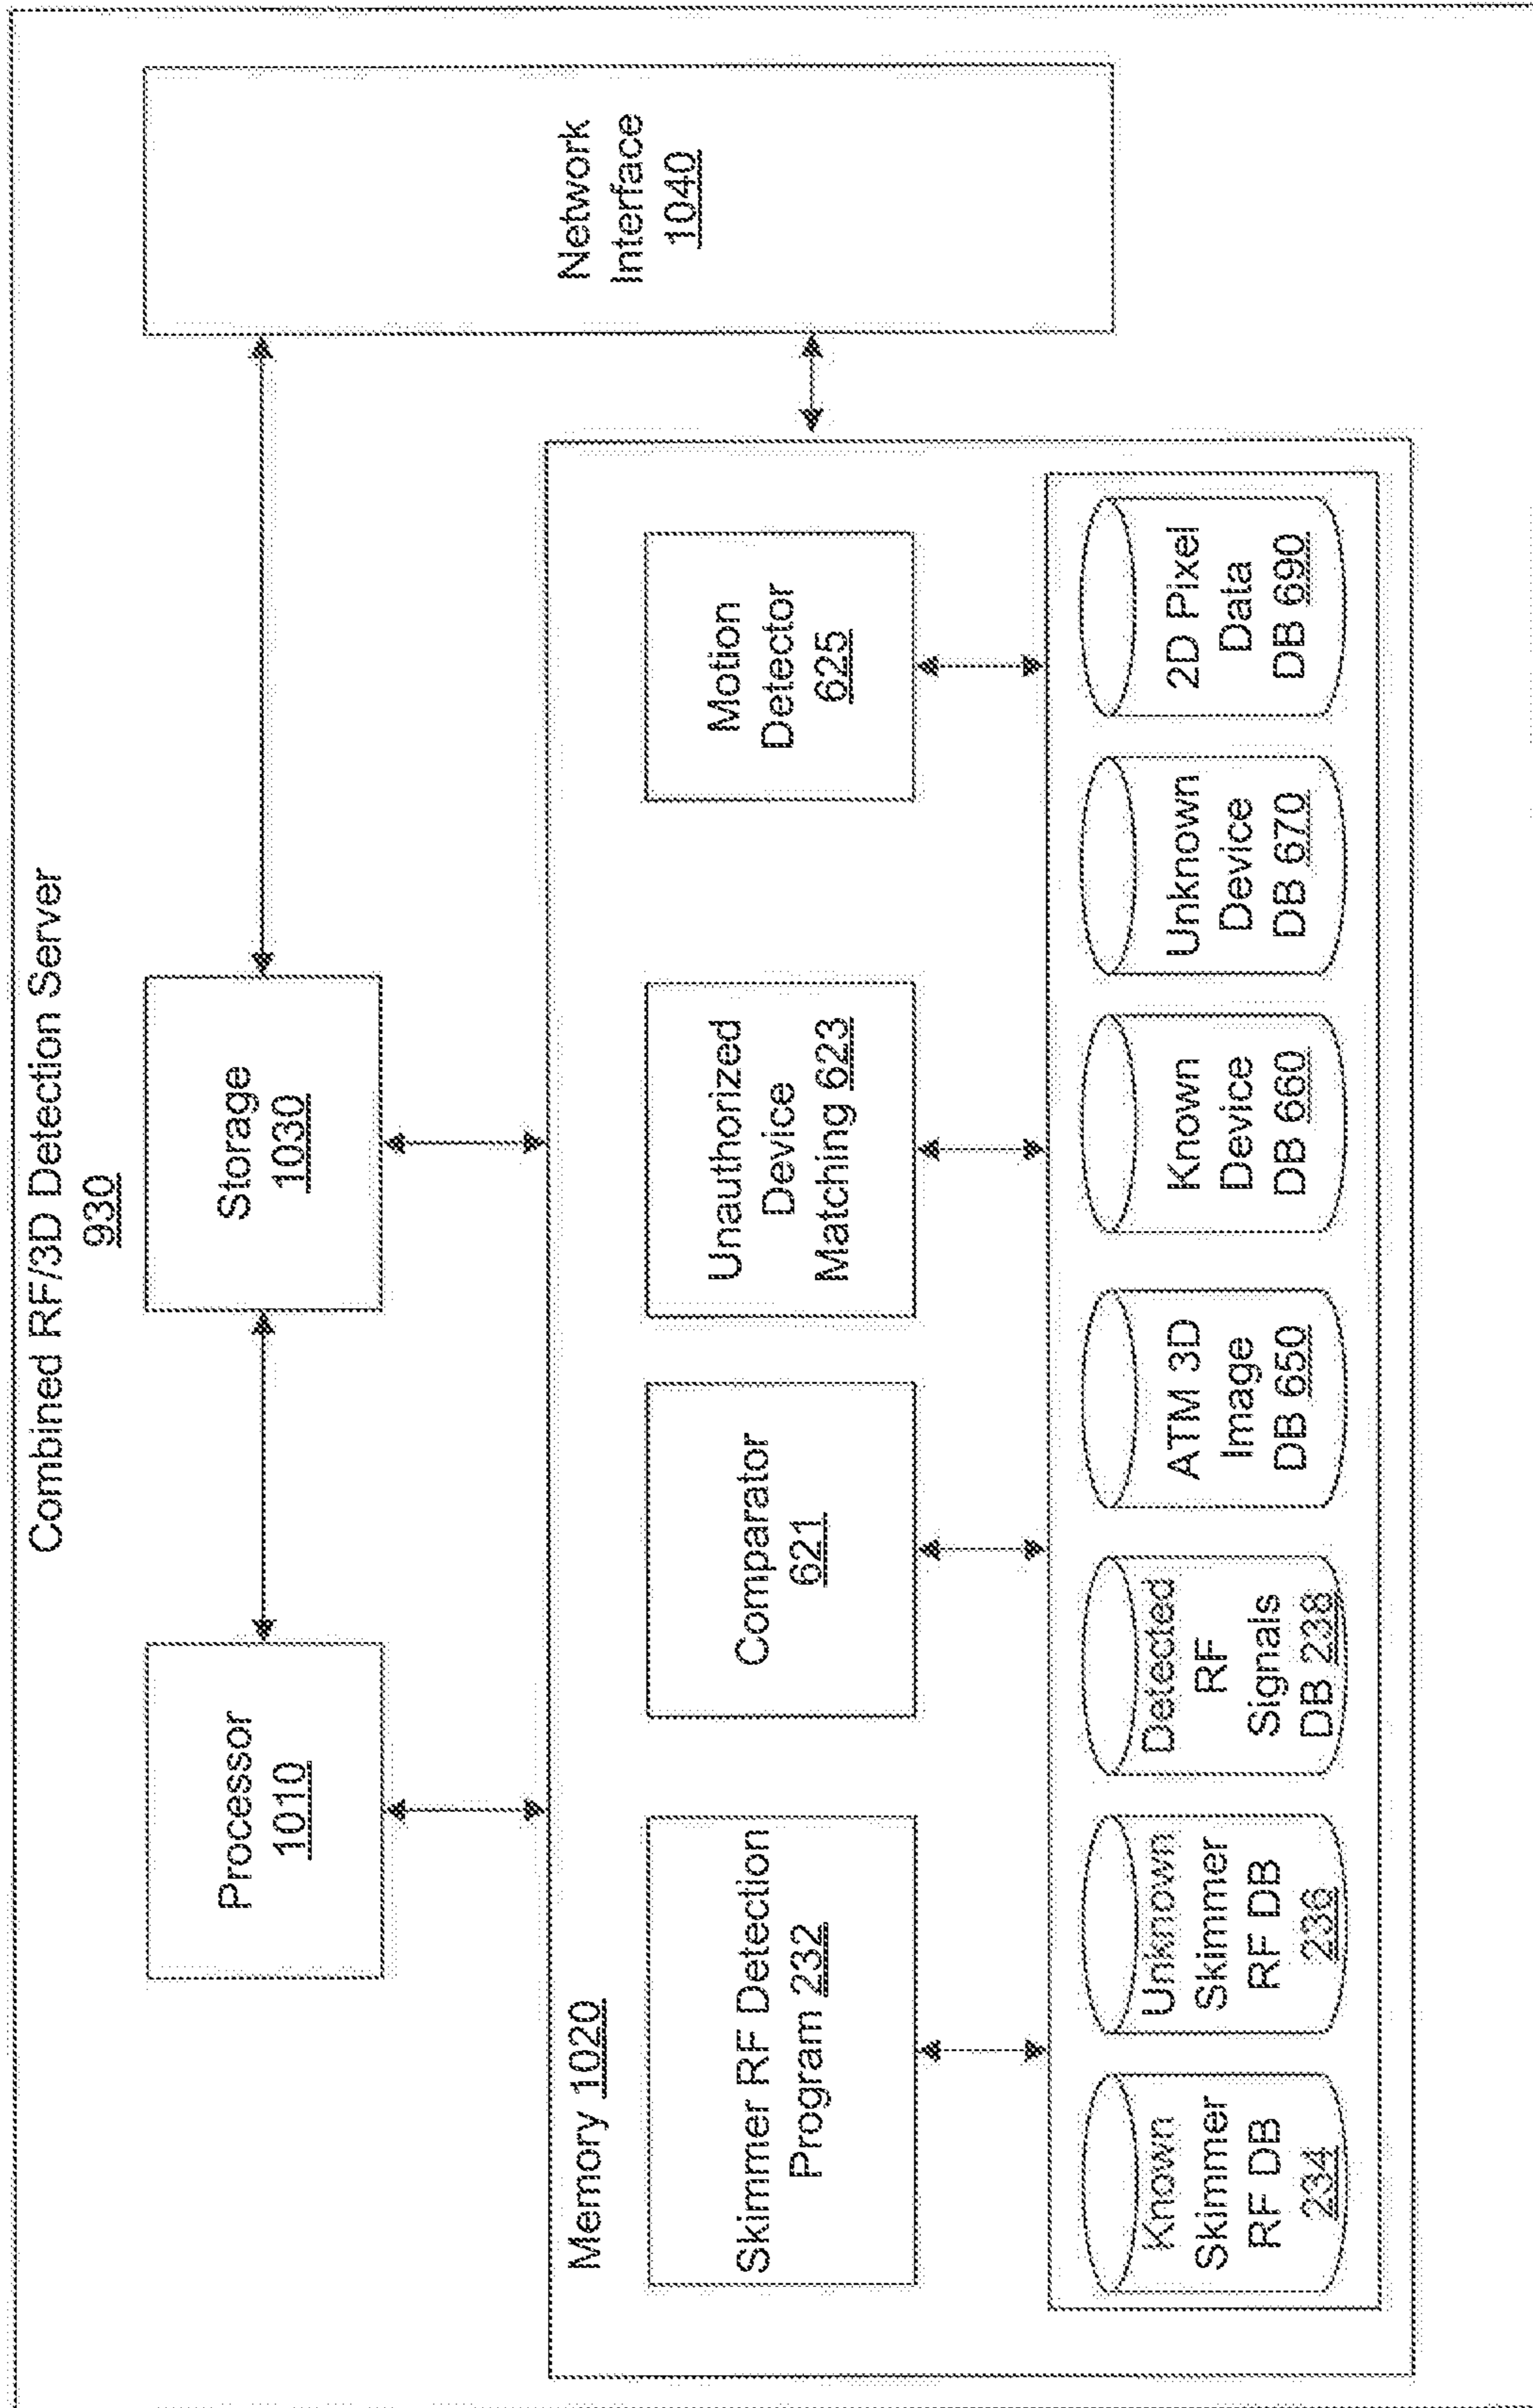 Combined RF/3D Detection Server
930
Processor
1010
Storage
1030
Network
Interface
1040
Memory 1020
Skimmer RF Detection
Program 232
Comparator
621
Unauthorized
Device
Matching 623
Motion
Detector
625
Known
Skimmer
RF DB
234
Unknown
Skimmer
RF DB
236
Detected
RF
Signals
DB 238
ATM 3D
Image
DB 650
Known
Device
DB 660
Unknown
Device
DB 670
2D Pixel
Data
DB 690